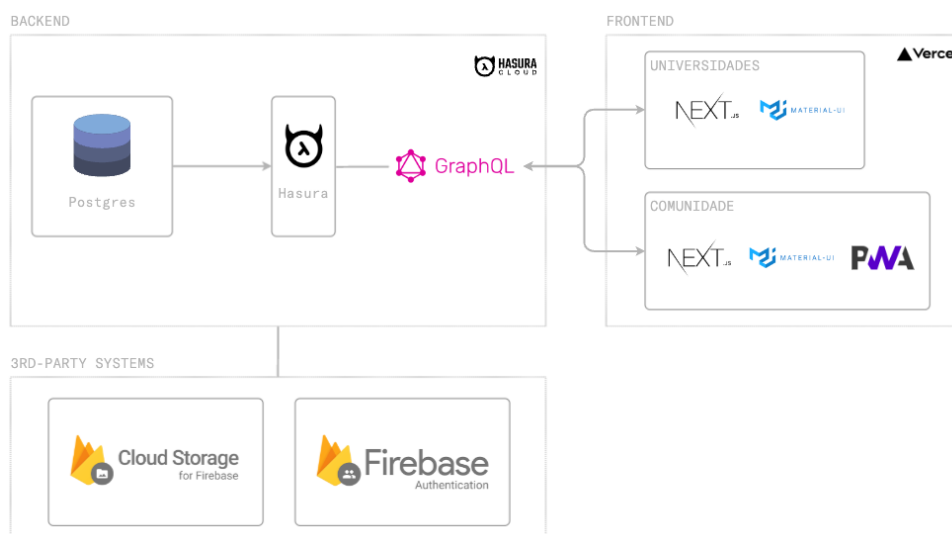 BACKEND
HASURA
CLOUD
Postgres
Hasura
GraphQL
FRONTEND
Verce
UNIVERSIDADES
NEXT.JS
MATERIAL-UI
COMUNIDADE
NEXT.JS
MATERIAL-UI
PWA
3RD-PARTY SYSTEMS
Cloud Storage
for Firebase
Firebase
Authentication